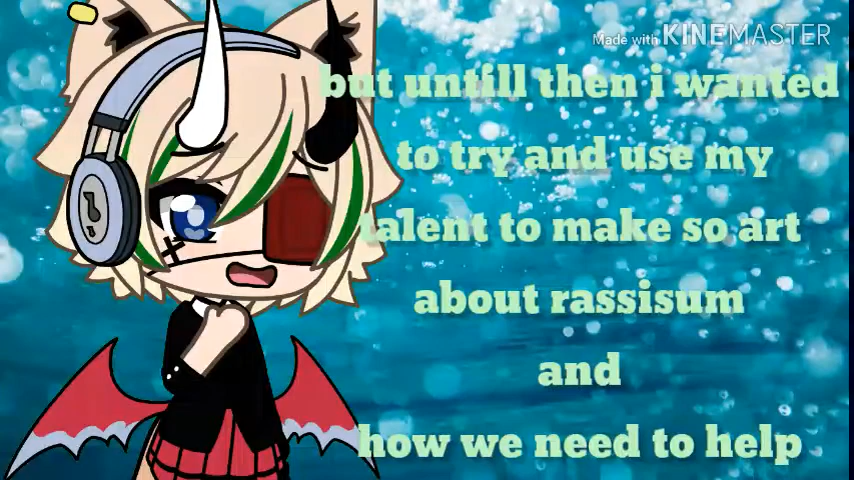 Made with KINEMASTER
but untill then i wanted
to try and use my
talent to make so art
about rassisum
and
how we need to help